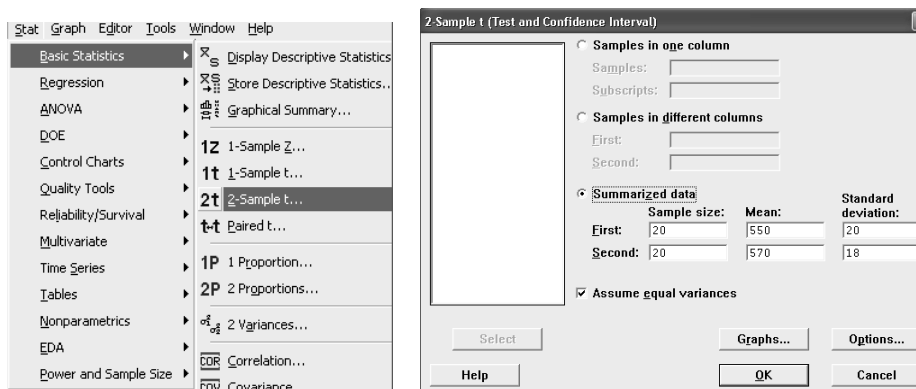 Stat Graph Editor Tools Window Help
Basic Statistics
Regression
ANOVA
DOE
Control Charts
Quality Tools
Reliability/Survival
Multivariate
Time Series
Tables
Nonparametrics
EDA
Power and Sample Size
Display Descriptive Statistics
Store Descriptive Statistics..
Graphical Summary...
1Z 1-Sample Z...
1t 1-Sample t...
2t 2-Sample t...
t-t Paired t...
1P 1 Proportion...
2P 2 Proportions...
2 Variances...
COR Correlation...
COV Covariance
2-Sample t (Test and Confidence Interval)
Samples in one column
Samples:
Subscripts:
Samples in different columns
First:
Second:
Summarized data
Sample size: Mean: Standard deviation:
First: 20 550 20
Second: 20 570 18
Assume equal variances
Select
Graphs... Options...
Help OK Cancel